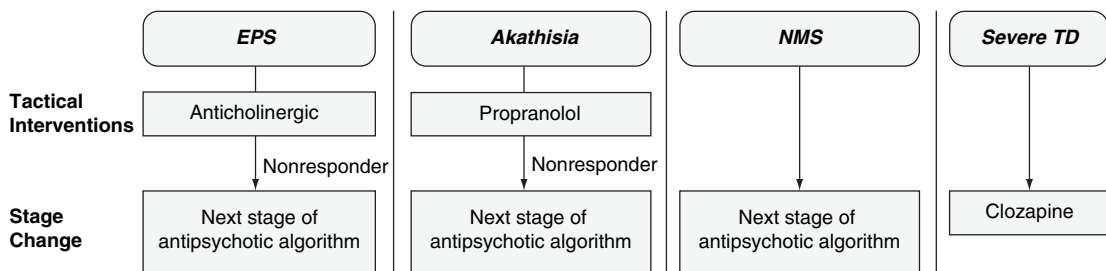 EPS
Akathisia
NMS
Severe TD
Tactical
Interventions
Anticholinergic
Propranolol
Nonresponder
Nonresponder
Stage
Change
Next stage of
antipsychotic algorithm
Next stage of
antipsychotic algorithm
Next stage of
antipsychotic algorithm
Clozapine